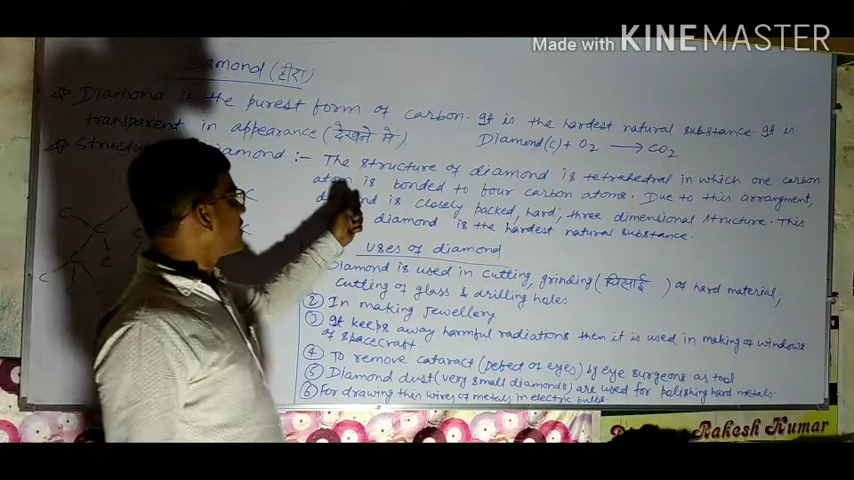 Made with KINEMASTER
Diamond (हीरा)
Diamond is the purest form of carbon. It is the hardest natural substance. It is
transparent in appearance (देखने में)
Diamond(c) + O2 → CO2
Diamond :- The structure of diamond is tetrahedral in which one carbon
atom is bonded to four carbon atoms. Due to this arrangment,
is closely packed, hard, three dimensional structure. This
diamond is the hardest natural substance.
Uses of diamond
Diamond is used in cutting, grinding (घिसाई) of hard material,
cutting of glass & drilling holes
② In making Jewellery
③ It keeps away harmful radiations then it is used in making of windows
of spacecraft
④ To remove cataract (Defect of eyes) by eye surgeons as tool
⑤ Diamond dust (very small diamonds) are used for polishing hard metals.
⑥ For drawing thin wires of metals in electric bulbs
C
C
C
C
C
C
Rakesh Kumar